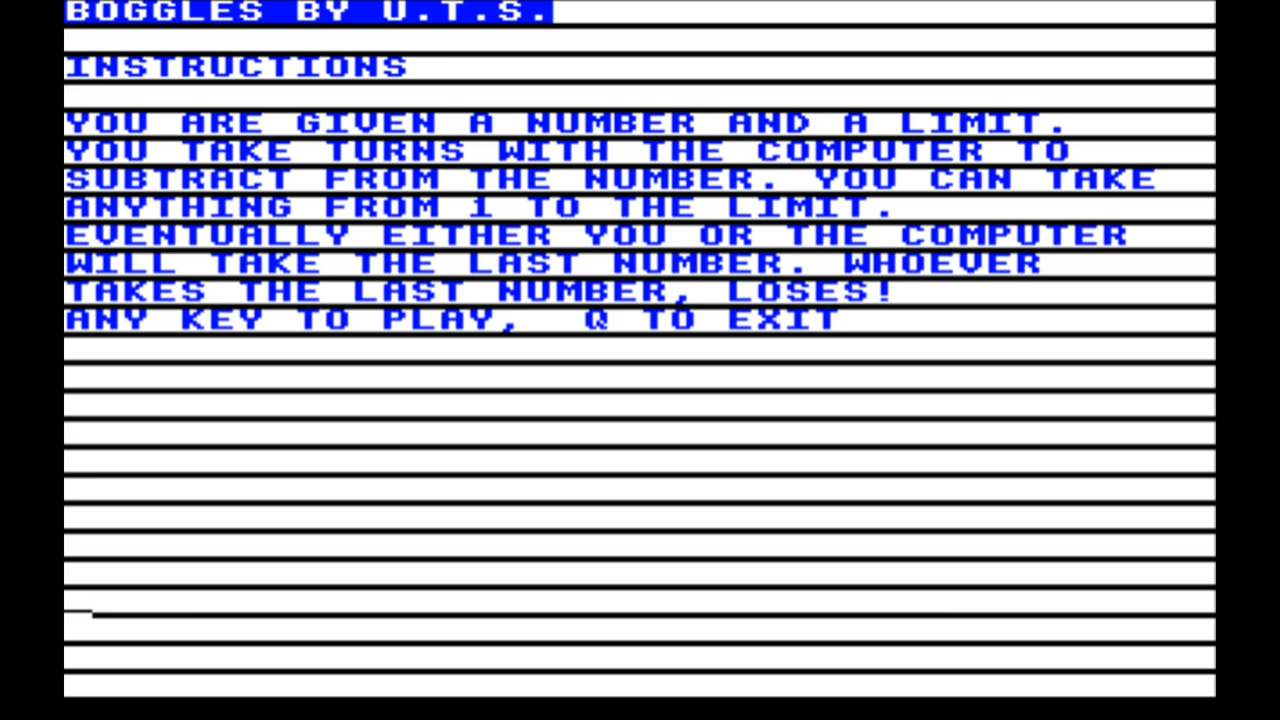 BOGGLES BY U.T.S.
INSTRUCTIONS
YOU ARE GIVEN A NUMBER AND A LIMIT.
YOU TAKE TURNS WITH THE COMPUTER TO
SUBTRACT FROM THE NUMBER. YOU CAN TAKE
ANYTHING FROM 1 TO THE LIMIT.
EVENTUALLY EITHER YOU OR THE COMPUTER
WILL TAKE THE LAST NUMBER. WHOEVER
TAKES THE LAST NUMBER, LOSES!
ANY KEY TO PLAY,  Q TO EXIT